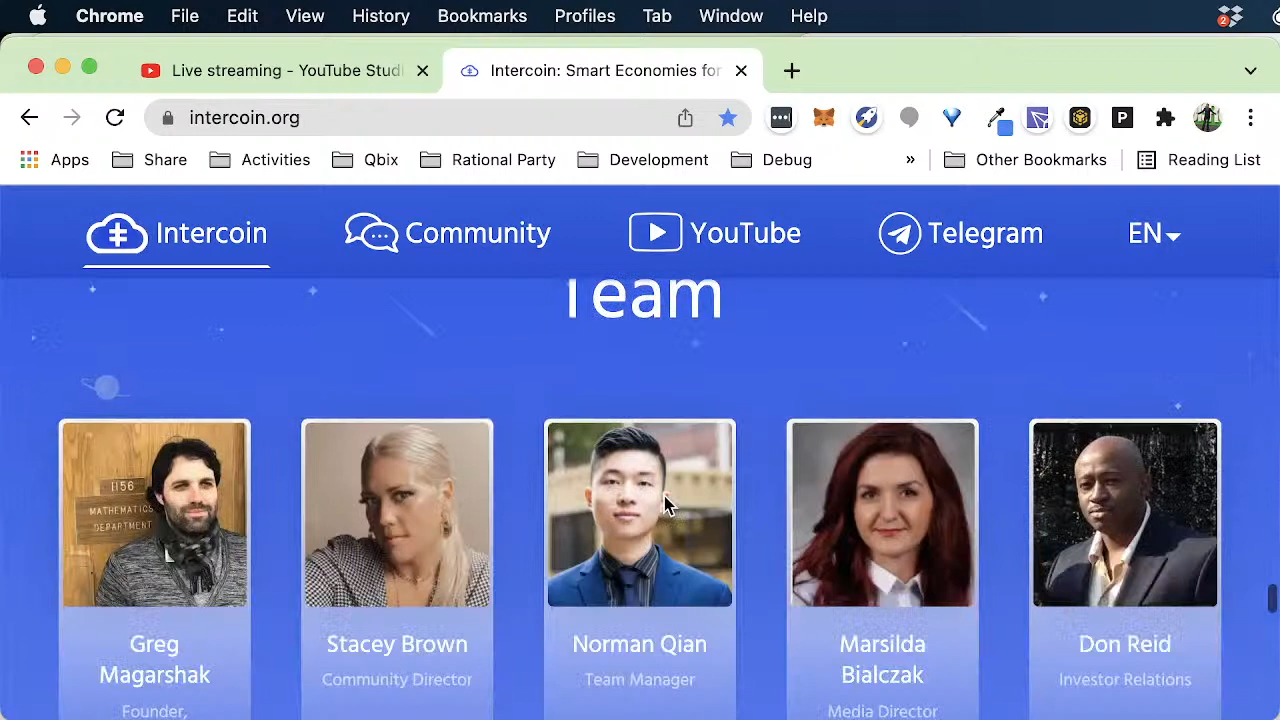 Chrome File Edit View History Bookmarks Profiles Tab Window Help 2
Live streaming - YouTube Studi Intercoin: Smart Economies for
intercoin.org P
Apps Share Activities Qbix Rational Party Development Debug » Other Bookmarks Reading List
Intercoin Community YouTube Telegram EN
Team
1156
MATHEMATICS
DEPARTMENT
Greg
Magarshak
Founder,
Stacey Brown
Community Director
Norman Qian
Team Manager
Marsilda
Bialczak
Media Director
Don Reid
Investor Relations